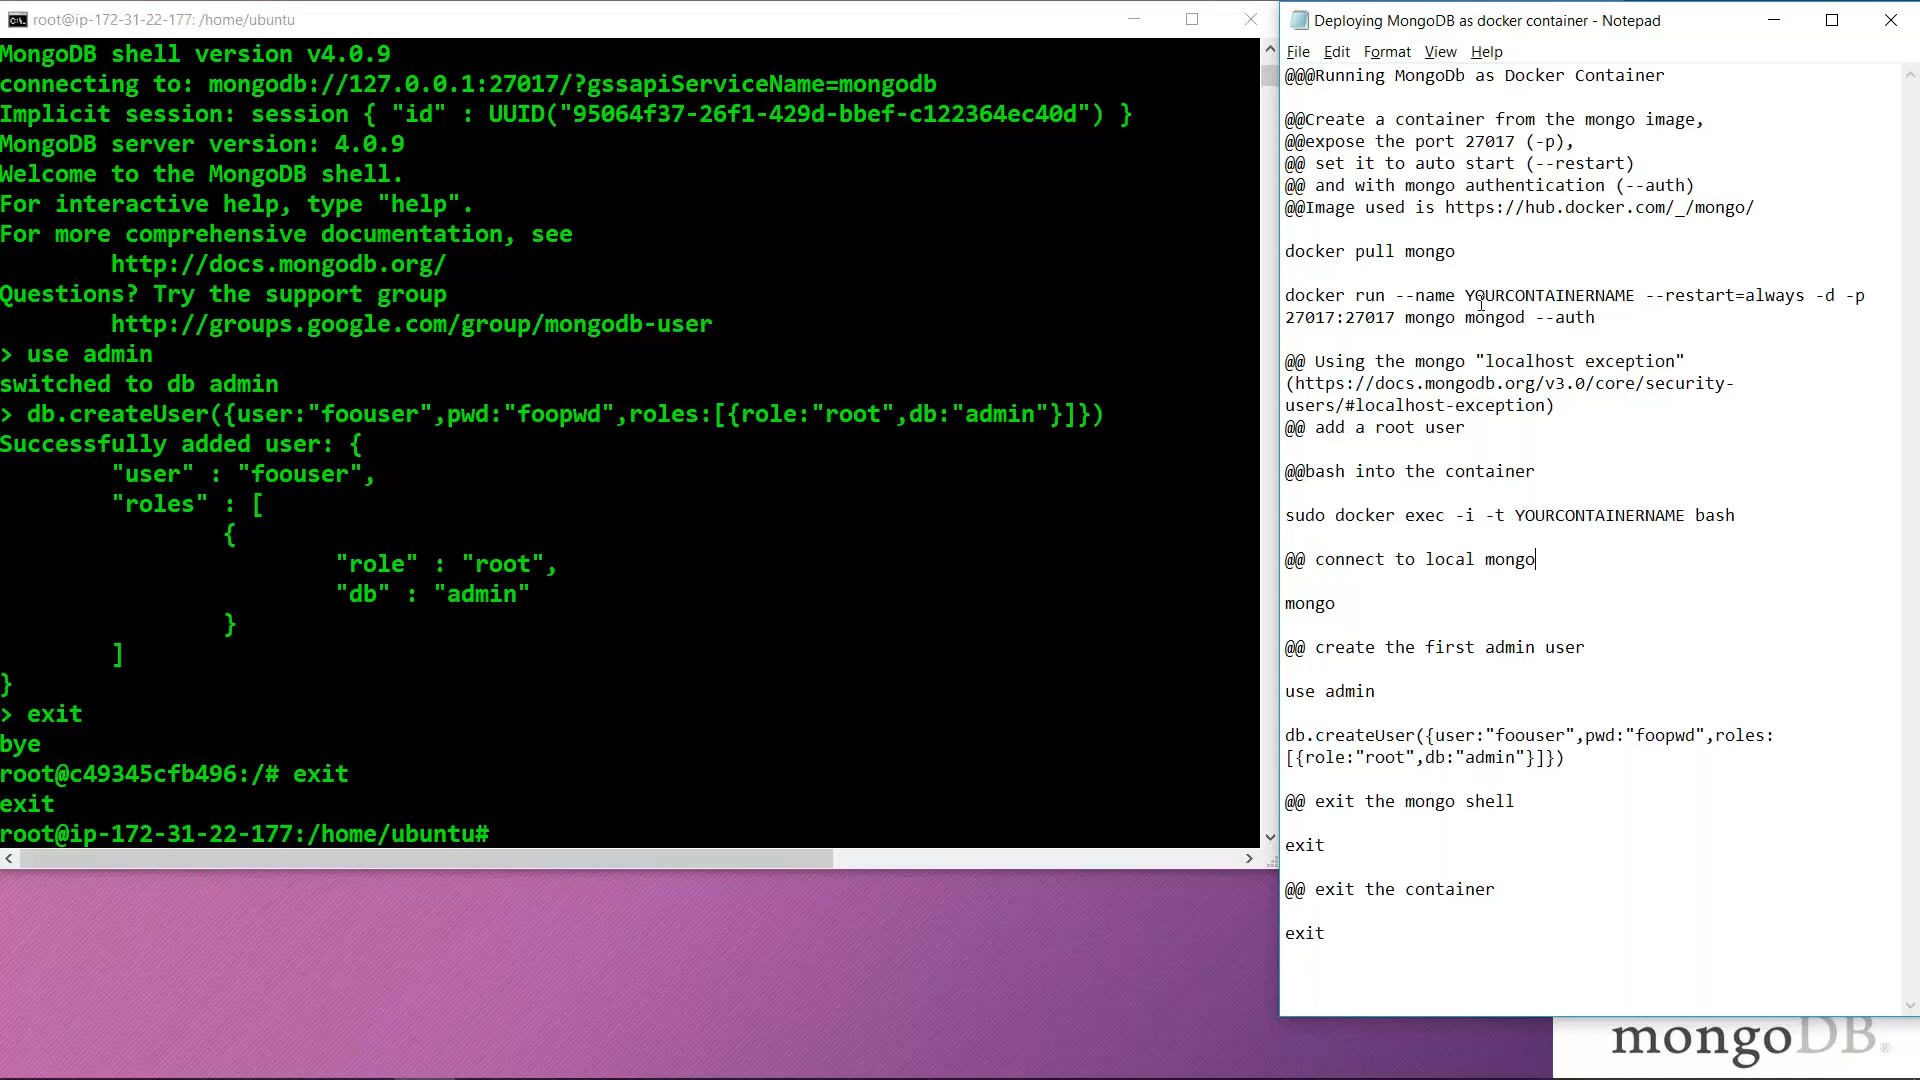 root@ip-172-31-22-177: /home/ubuntu
MongoDB shell version v4.0.9
connecting to: mongodb://127.0.0.1:27017/?gssapiServiceName=mongodb
Implicit session: session { "id" : UUID("95064f37-26f1-429d-bbef-c122364ec40d") }
MongoDB server version: 4.0.9
Welcome to the MongoDB shell.
For interactive help, type "help".
For more comprehensive documentation, see
http://docs.mongodb.org/
Questions? Try the support group
http://groups.google.com/group/mongodb-user
> use admin
switched to db admin
> db.createUser({user:"foouser",pwd:"foopwd",roles:[{role:"root",db:"admin"}]})
Successfully added user: {
"user" : "foouser",
"roles" : [
{
"role" : "root",
"db" : "admin"
}
]
}
> exit
bye
root@c49345cfb496:/# exit
exit
root@ip-172-31-22-177:/home/ubuntu#
Deploying MongoDB as docker container - Notepad
File Edit Format View Help
@@@Running MongoDb as Docker Container
@@Create a container from the mongo image,
@@expose the port 27017 (-p),
@@ set it to auto start (--restart)
@@ and with mongo authentication (--auth)
@@Image used is https://hub.docker.com/_/mongo/
docker pull mongo
docker run --name YOURCONTAINERNAME --restart=always -d -p
27017:27017 mongo mongod --auth
@@ Using the mongo "localhost exception"
(https://docs.mongodb.org/v3.0/core/security-
users/#localhost-exception)
@@ add a root user
@@bash into the container
sudo docker exec -i -t YOURCONTAINERNAME bash
@@ connect to local mongo
mongo
@@ create the first admin user
use admin
db.createUser({user:"foouser",pwd:"foopwd",roles:
[{role:"root",db:"admin"}]})
@@ exit the mongo shell
exit
@@ exit the container
exit
mongoDB®